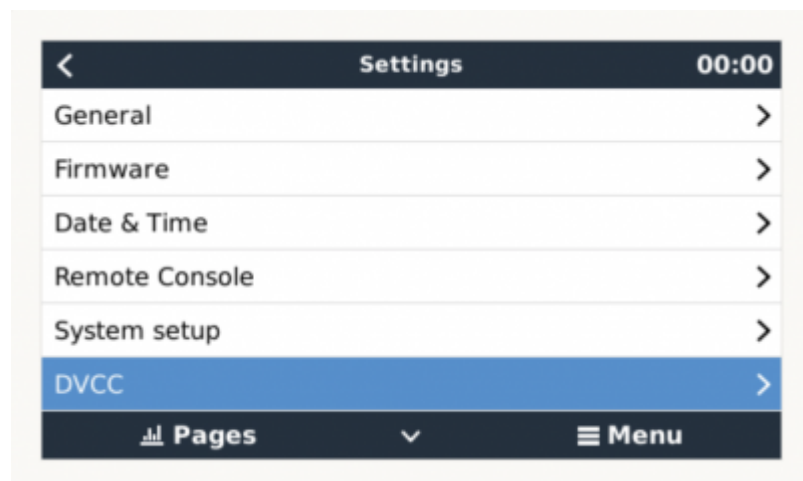 Settings 00:00
General
Firmware
Date & Time
Remote Console
System setup
DVCC
Pages Menu